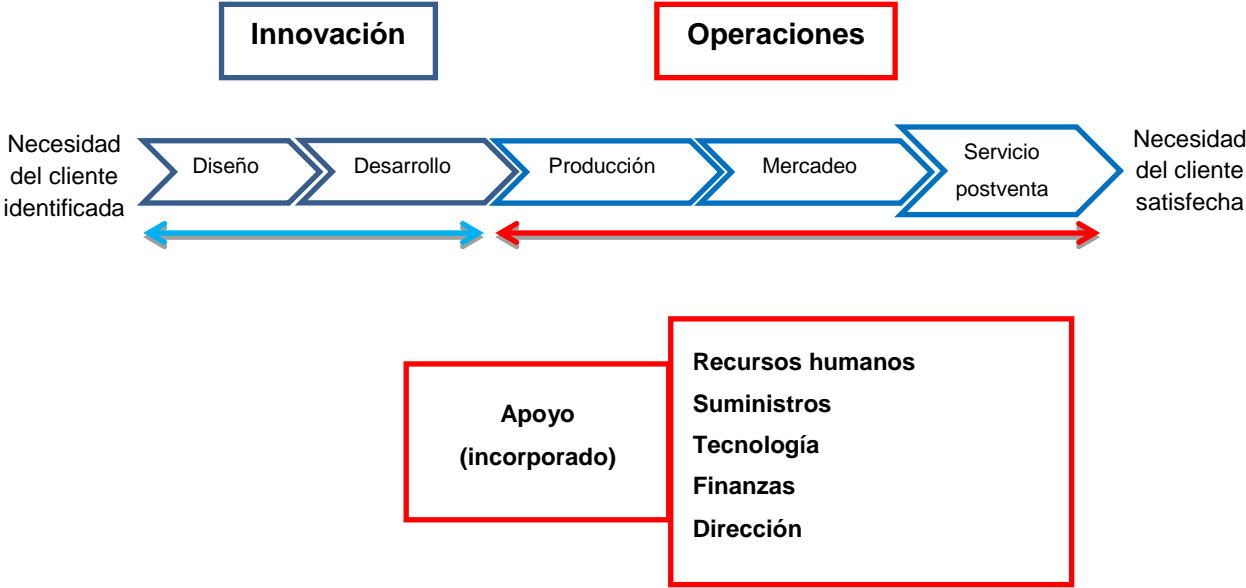 Innovación
Operaciones
Necesidad
del cliente
identificada
Diseño
Desarrollo
Producción
Mercadeo
Servicio
postventa
Necesidad
del cliente
satisfecha
Apoyo
(incorporado)
Recursos humanos
Suministros
Tecnología
Finanzas
Dirección